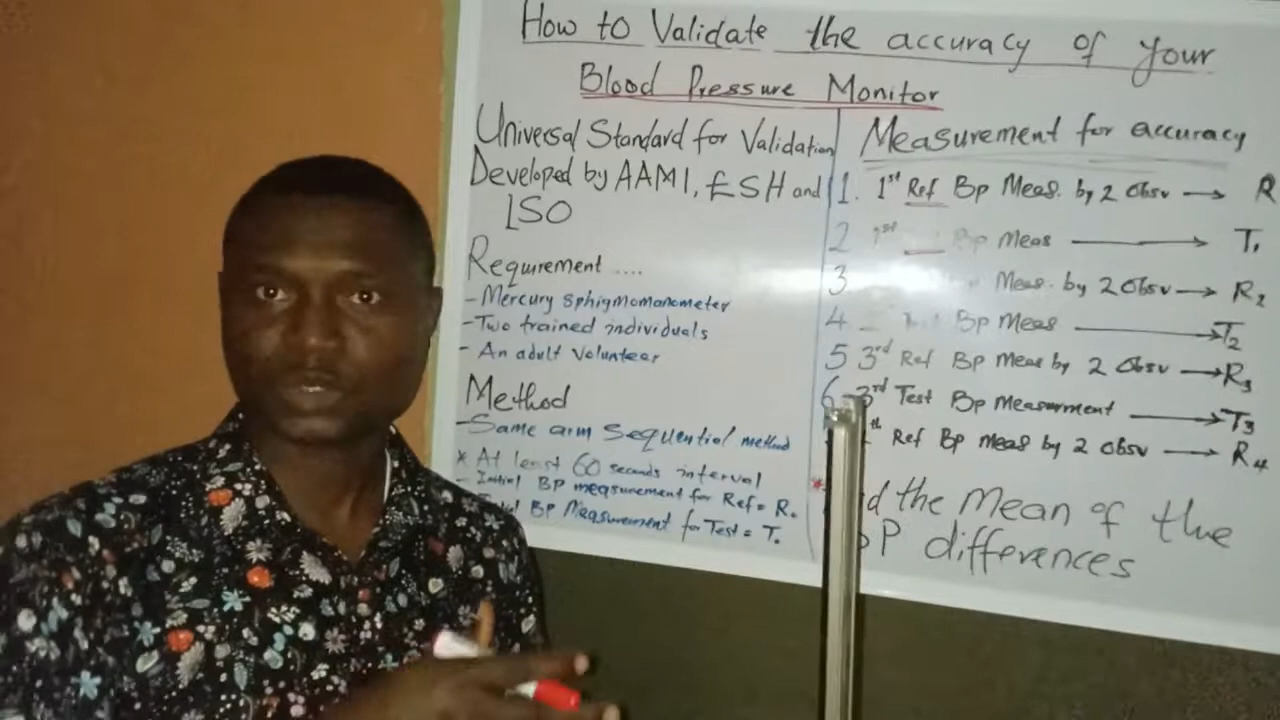 How to Validate the accuracy of your
Blood Pressure Monitor
Universal Standard for Validation
Developed by AAMI, ESH and
ISO
Requirement ....
- Mercury sphigmomanometer
- Two trained individuals
- An adult Volunteer
Method
- Same arm Sequential method
* At least 60 seconds interval
- Initial BP measurement for Ref = R.
BP Measurement for Test = T.
Measurement for accuracy
1. 1st Ref Bp Meas. by 2 Obsv → R
2 1st Bp Meas → T1
3 Meas. by 2 Obsv → R2
4 Bp Meas → T2
5 3rd Ref Bp Meas by 2 Obsv → R3
6 3rd Test Bp Measurment → T3
th Ref Bp Meas by 2 Obsv → R4
* d the Mean of the
P differences